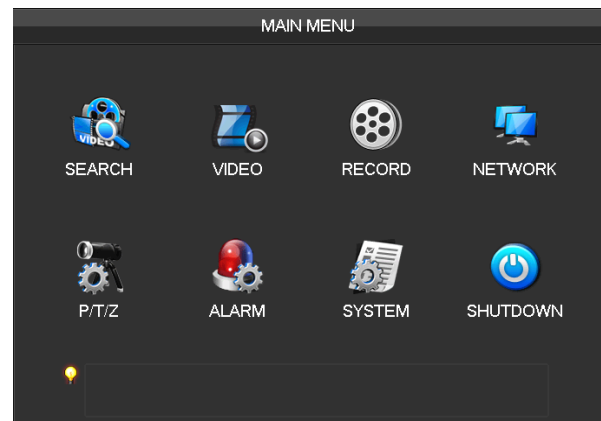 MAIN MENU
VIDEO
SEARCH VIDEO RECORD NETWORK
P/T/Z ALARM SYSTEM SHUTDOWN